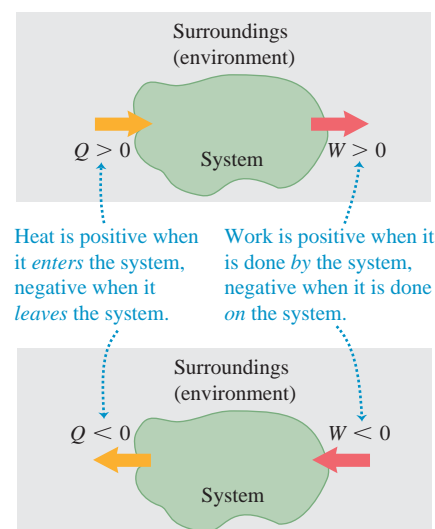 Surroundings
(environment)
Q > 0
System
W > 0
Heat is positive when
it enters the system,
negative when it
leaves the system.
Work is positive when it
is done by the system,
negative when it is done
on the system.
Surroundings
(environment)
Q < 0
W < 0
System